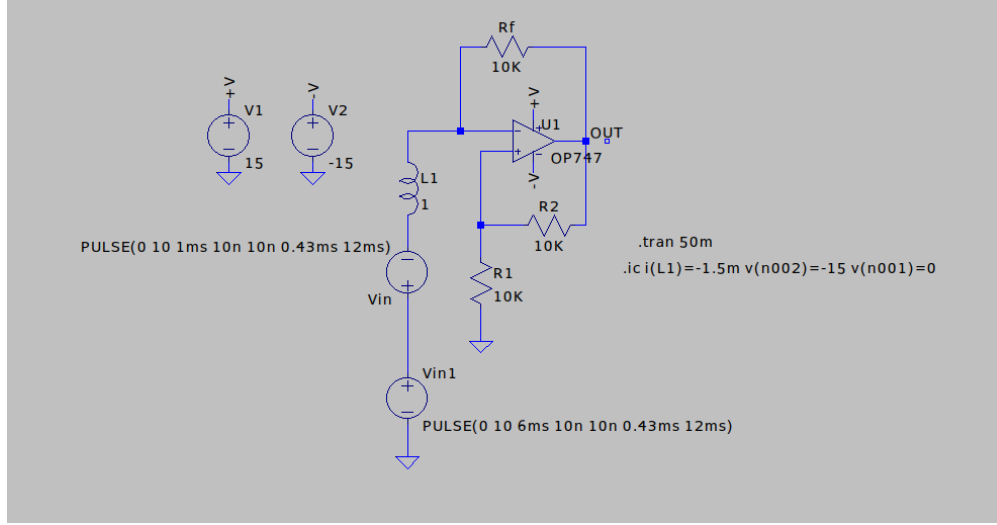 Rf
10K
+V
V1
15
-V
V2
-15
+V
U1
OUT
OP747
-V
L1
1
R2
10K
PULSE(0 10 1ms 10n 10n 0.43ms 12ms)
Vin
R1
10K
.tran 50m
.ic i(L1)=-1.5m v(n002)=-15 v(n001)=0
Vin1
PULSE(0 10 6ms 10n 10n 0.43ms 12ms)